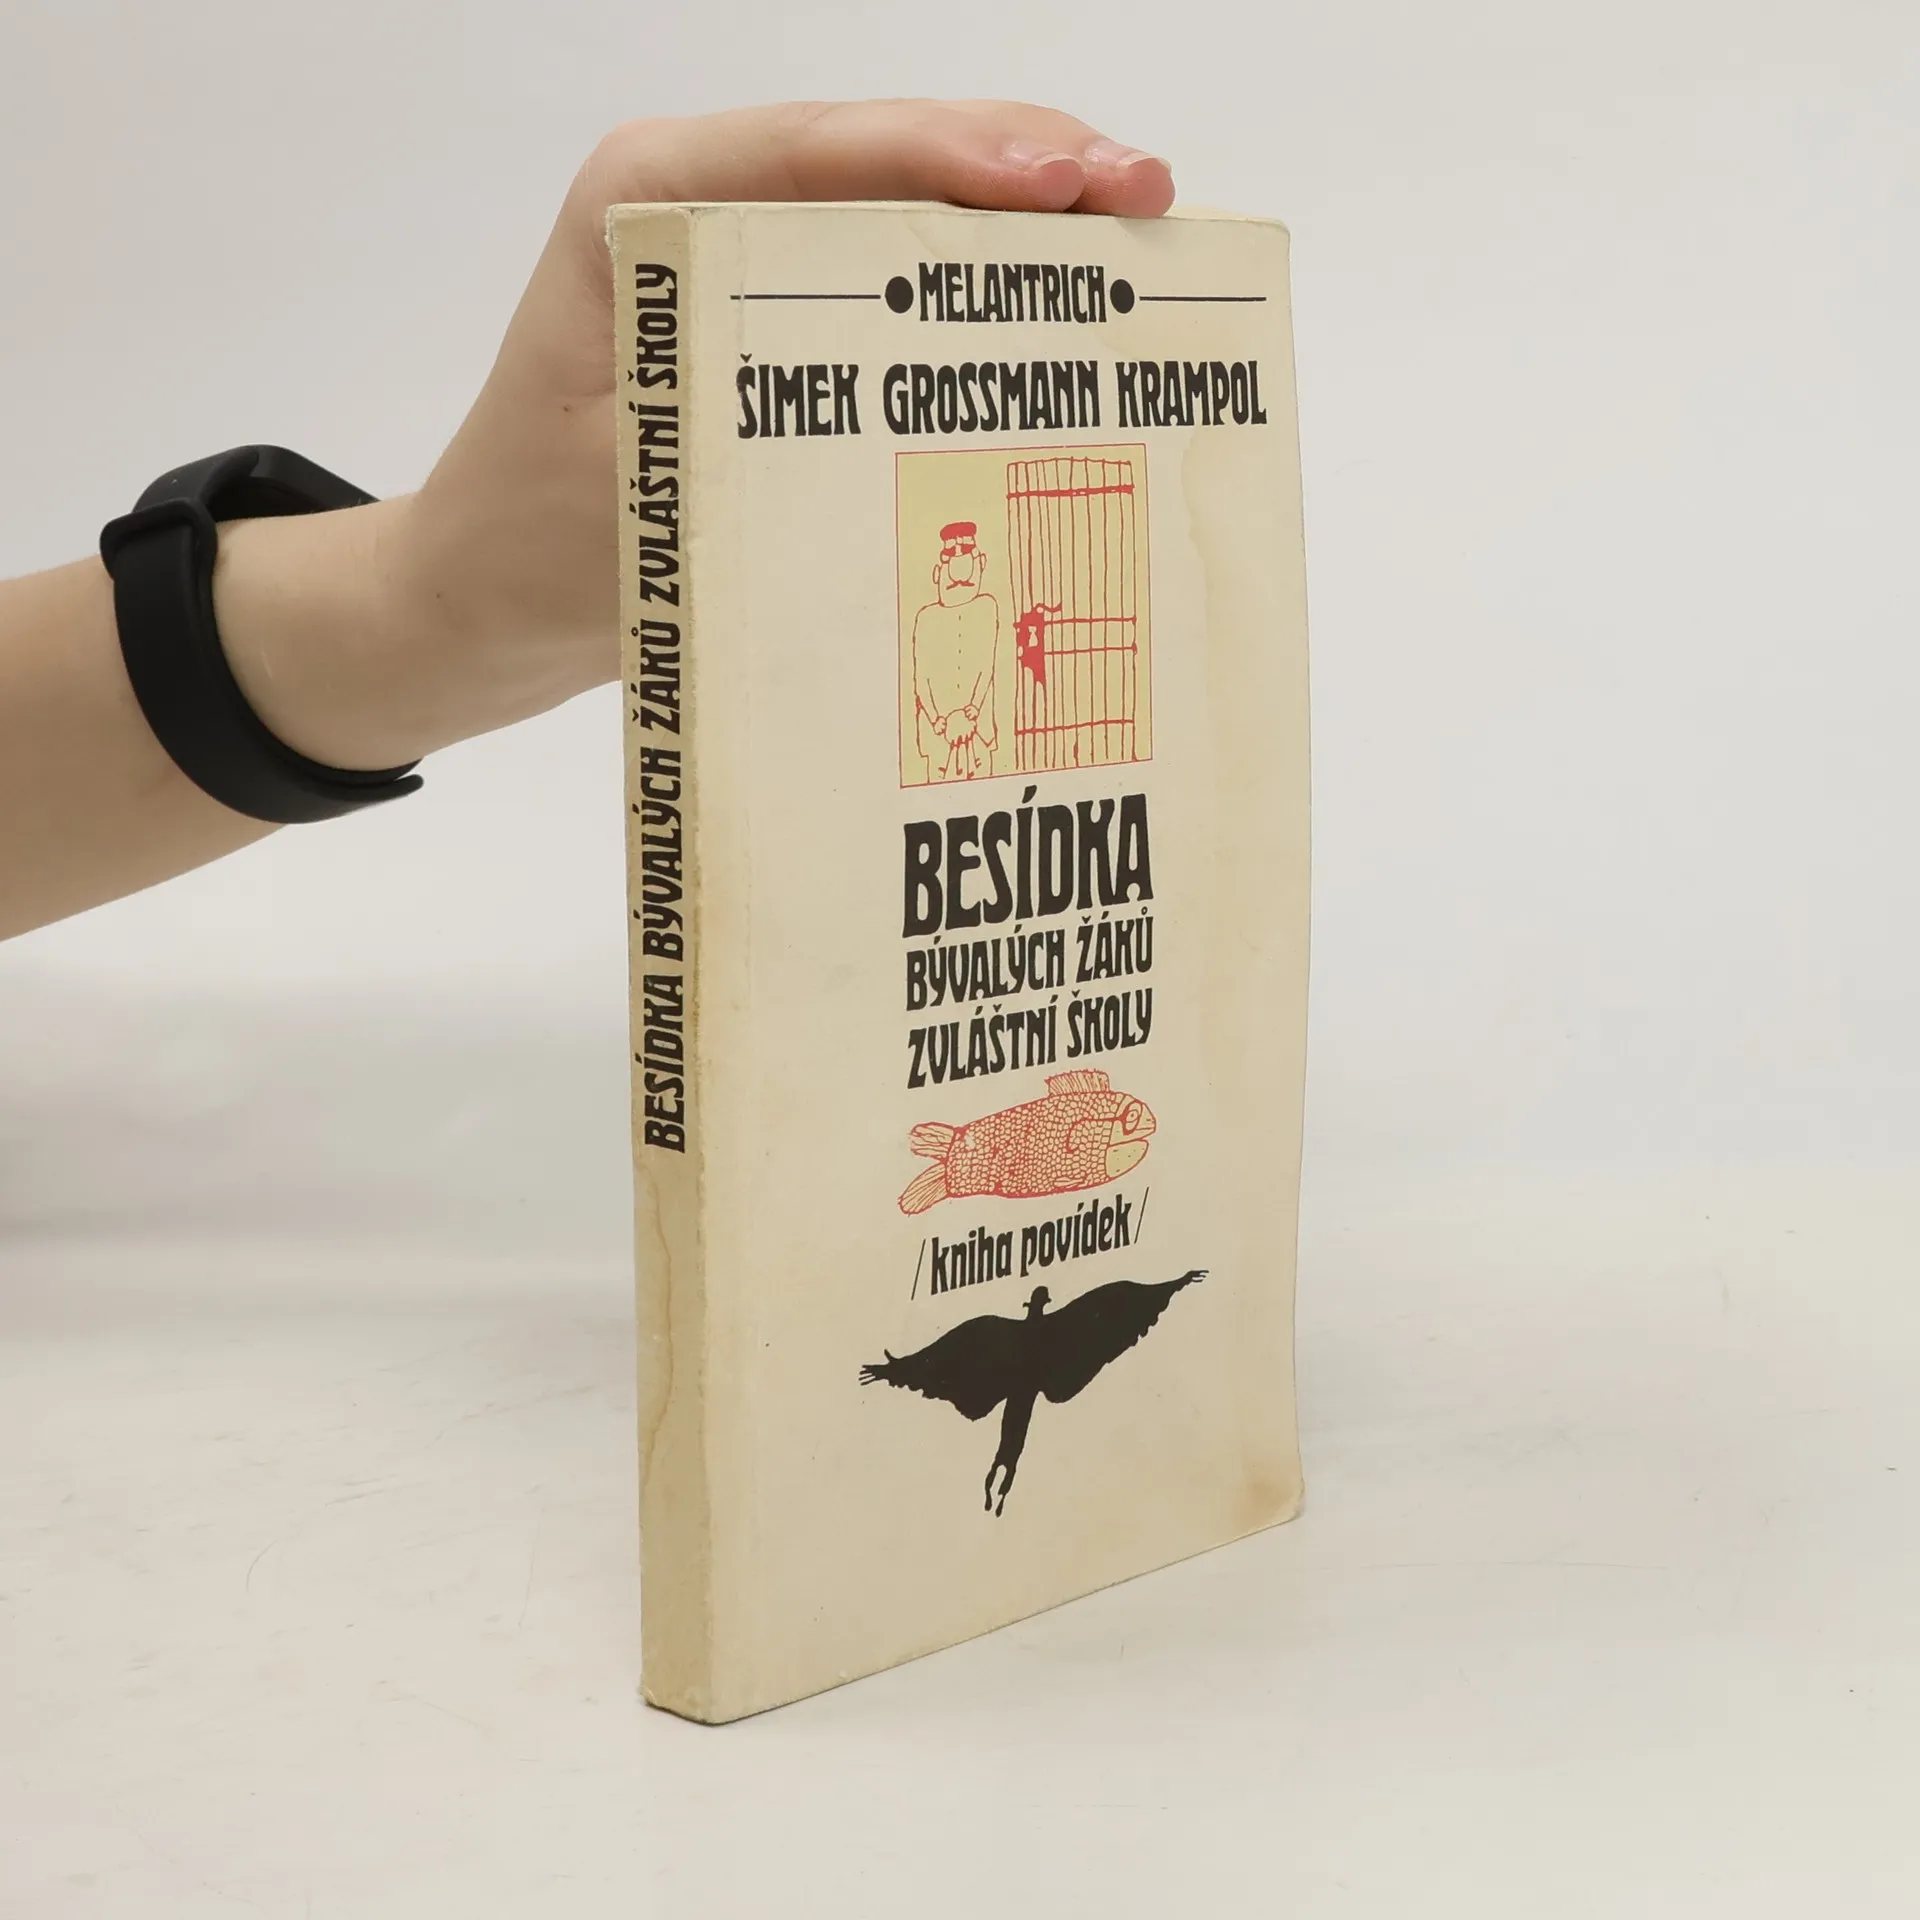 BESÍDKA BÝVALÝCH ŽÁKŮ ZVLÁŠTNÍ ŠKOLY
MELANTRICH
ŠIMEK GROSSMANN KRAMPOL
BESÍDKA
BÝVALÝCH ŽÁKŮ
ZVLÁŠTNÍ ŠKOLY
/kniha povídek/